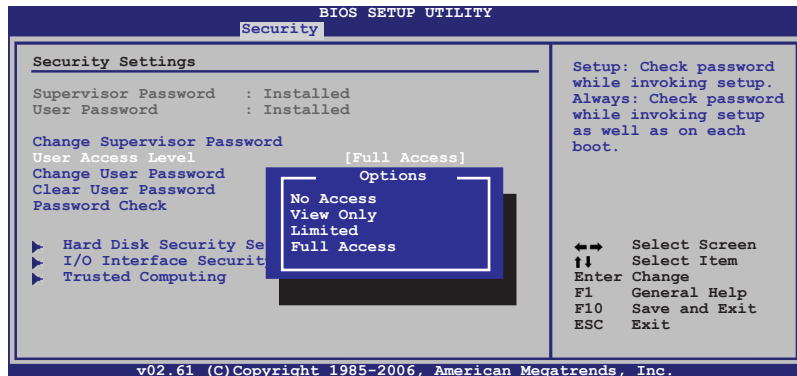 BIOS SETUP UTILITY
Security
Security Settings
Supervisor Password : Installed
User Password : Installed
Change Supervisor Password
User Access Level [Full Access]
Change User Password
Clear User Password
Password Check
Hard Disk Security Se
I/O Interface Securit
Trusted Computing
Options
No Access
View Only
Limited
Full Access
Setup: Check password
while invoking setup.
Always: Check password
while invoking setup
as well as on each
boot.
←→ Select Screen
↑↓ Select Item
Enter Change
F1 General Help
F10 Save and Exit
ESC Exit
v02.61 (C)Copyright 1985-2006, American Megatrends, Inc.